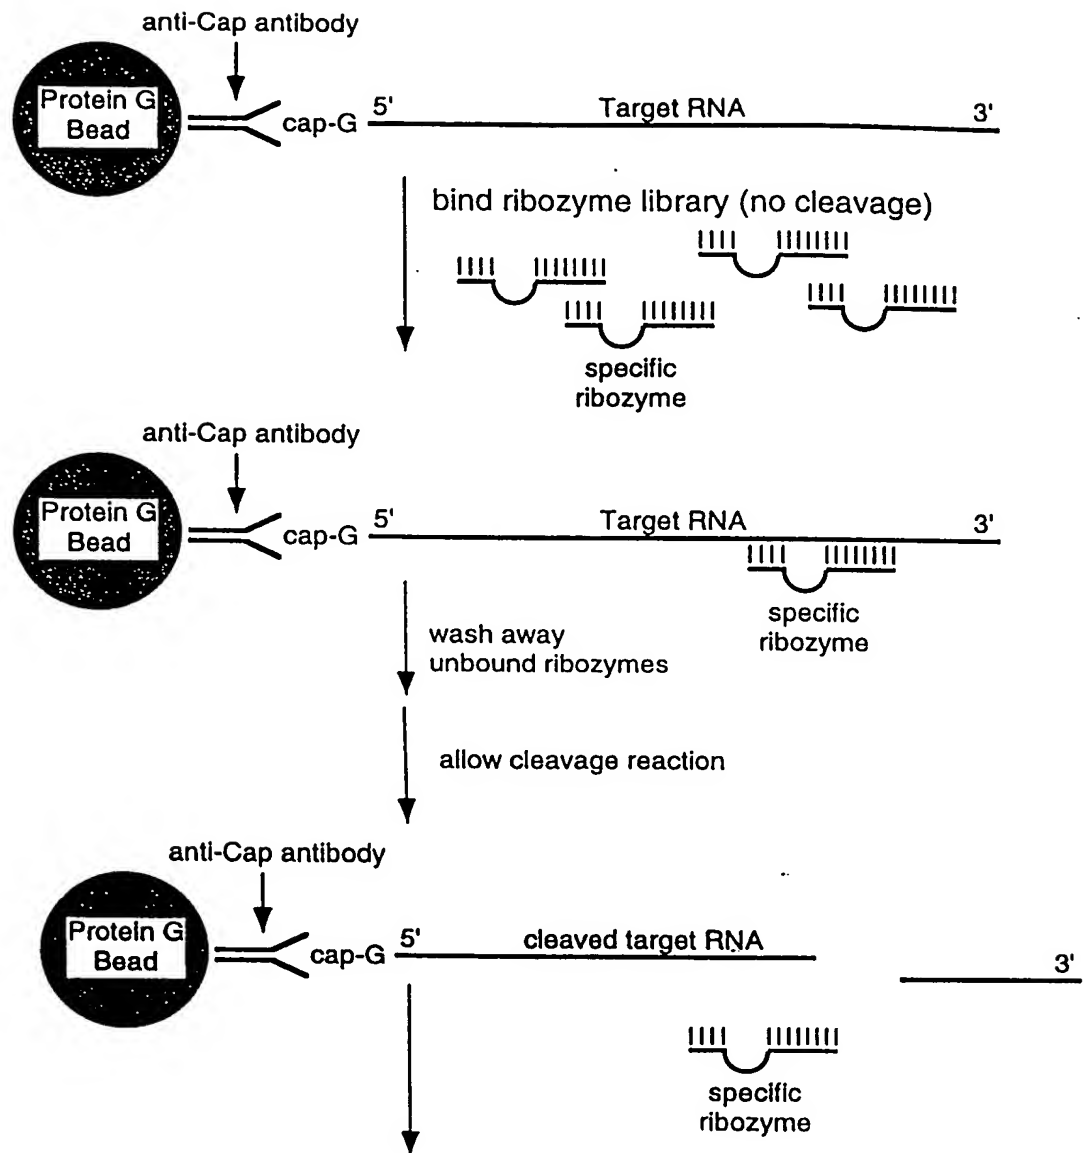 anti-Cap antibody
Protein G
Bead
cap-G
5'
Target RNA
3'
bind ribozyme library (no cleavage)
specific
ribozyme
anti-Cap antibody
Protein G
Bead
cap-G
5'
Target RNA
3'
specific
ribozyme
wash away
unbound ribozymes
allow cleavage reaction
anti-Cap antibody
Protein G
Bead
cap-G
5'
cleaved target RNA
3'
specific
ribozyme